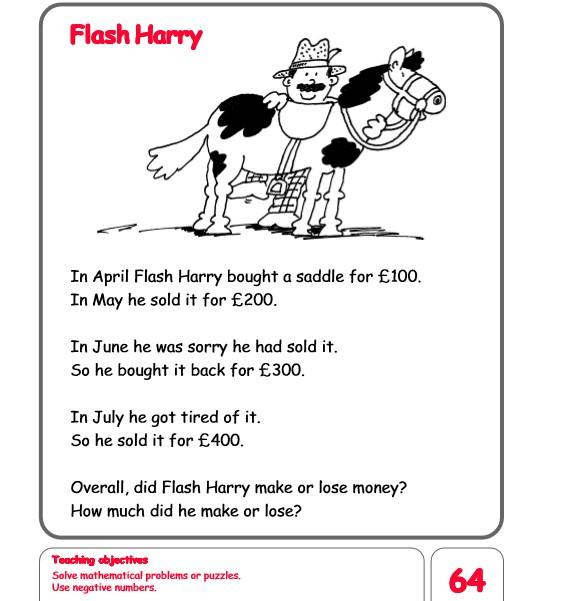 Flash Harry
In April Flash Harry bought a saddle for £100.
In May he sold it for £200.
In June he was sorry he had sold it.
So he bought it back for £300.
In July he got tired of it.
So he sold it for £400.
Overall, did Flash Harry make or lose money?
How much did he make or lose?
Teaching objectives
Solve mathematical problems or puzzles.
Use negative numbers.
64